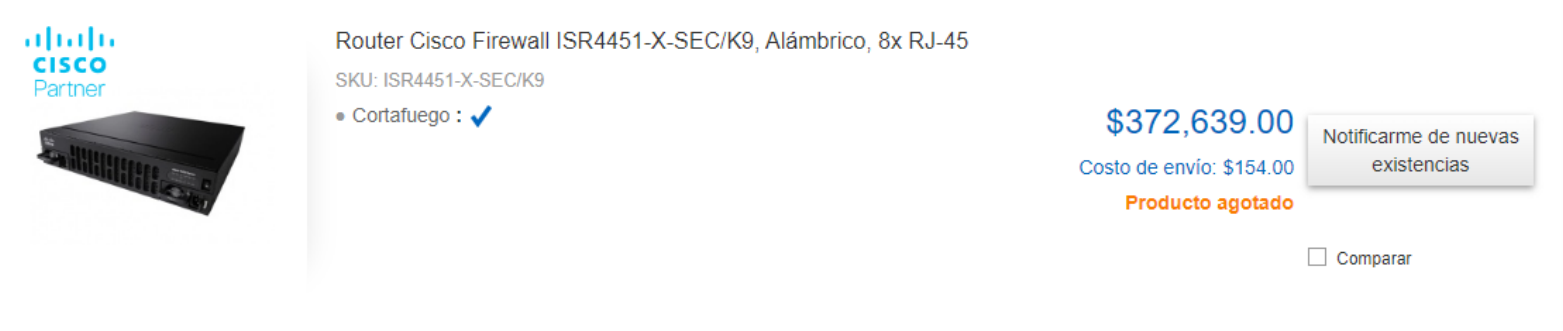 CISCO
Partner
Router Cisco Firewall ISR4451-X-SEC/K9, Alámbrico, 8x RJ-45
SKU: ISR4451-X-SEC/K9
• Cortafuego :
$372,639.00
Costo de envío: $154.00
Producto agotado
Notificarme de nuevas
existencias
Comparar